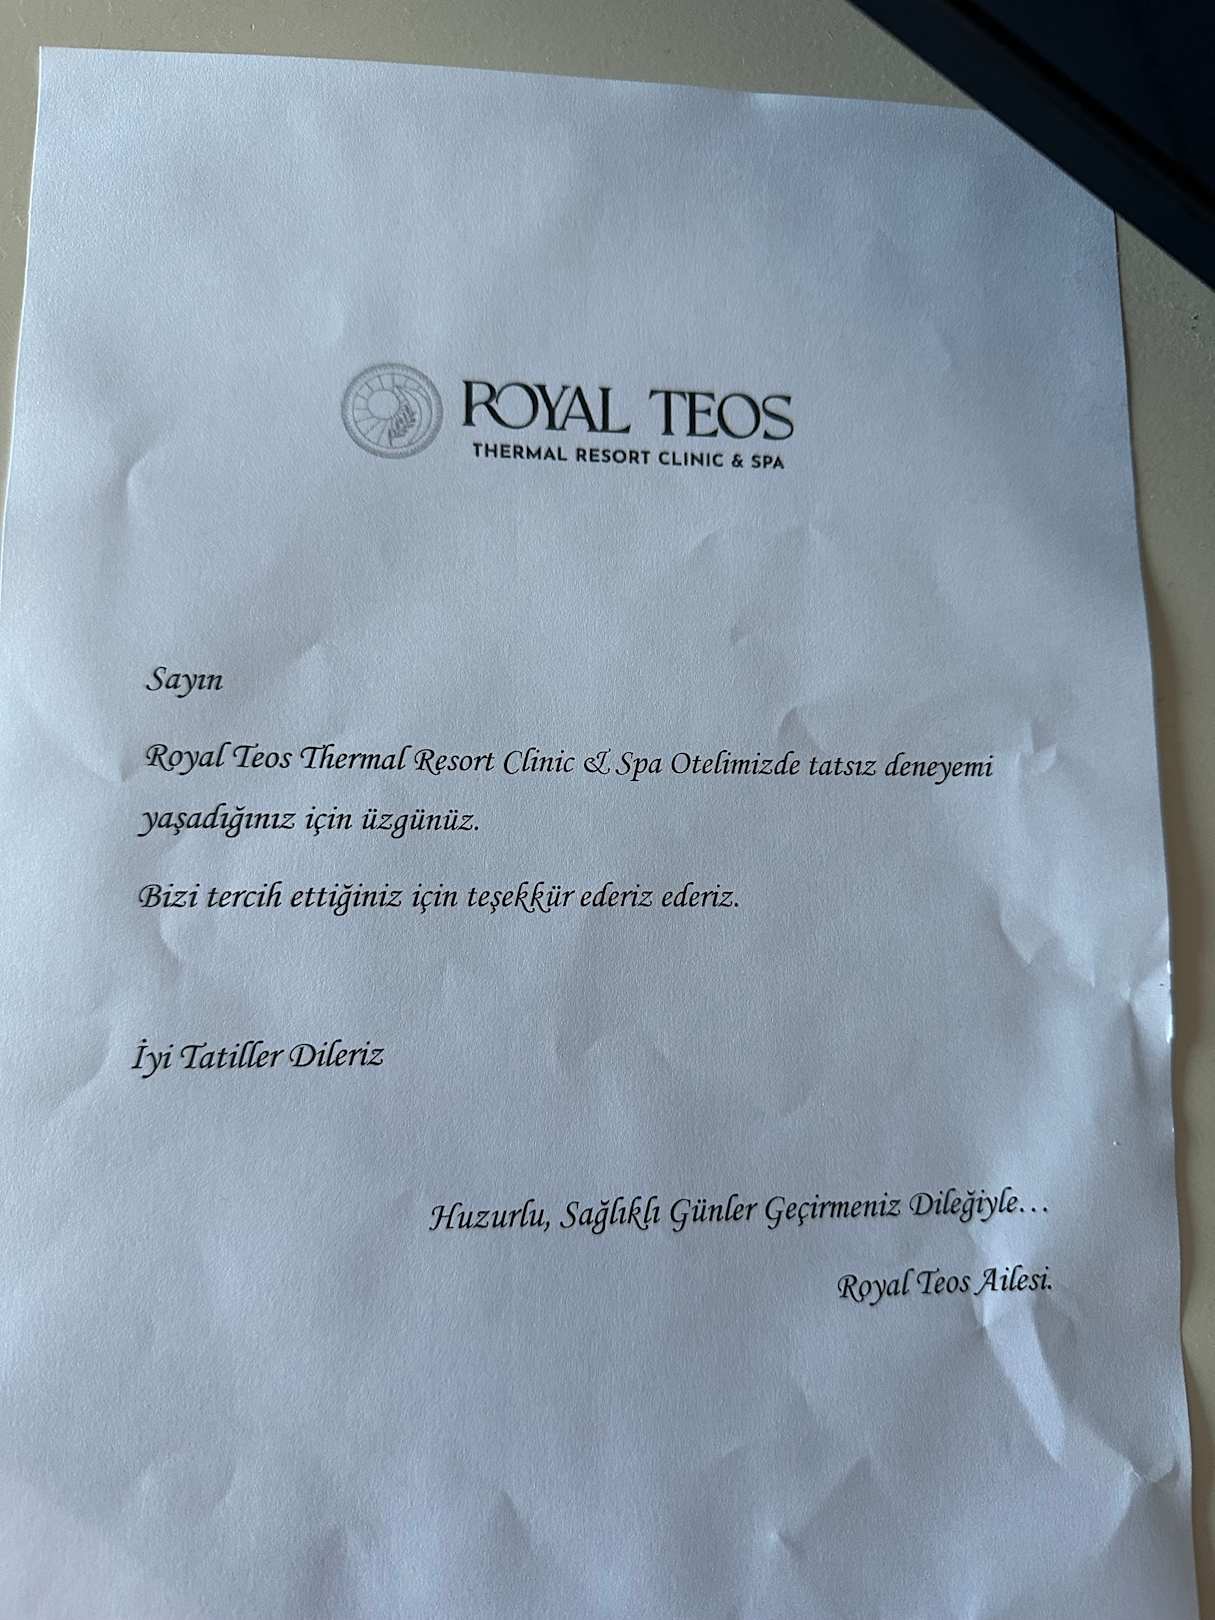 ROYAL TEOS
THERMAL RESORT CLINIC & SPA
Sayın
Royal Teos Thermal Resort Clinic & Spa Otelimizde tatsız deneyemi
yaşadığınız için üzgünüz.
Bizi tercih ettiğiniz için teşekkür ederiz ederiz.
İyi Tatiller Dileriz
Huzurlu, Sağlıklı Günler Geçirmeniz Dileğiyle...
Royal Teos Ailesi.